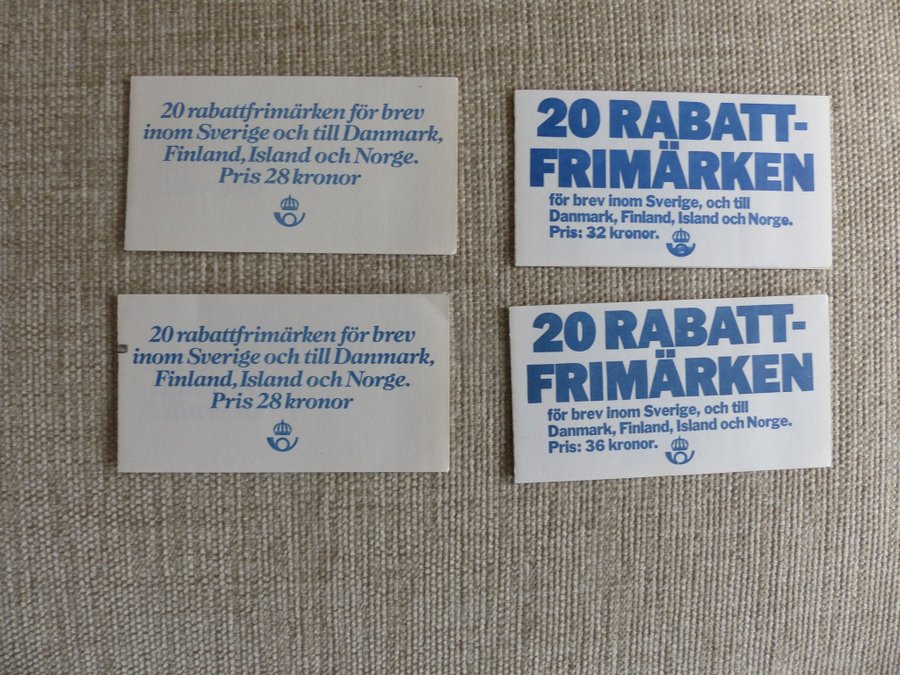 20 rabattfrimärken för brev
inom Sverige och till Danmark,
Finland, Island och Norge.
Pris 28 kronor
20 RABATT-
FRIMÄRKEN
för brev inom Sverige, och till
Danmark, Finland, Island och Norge.
Pris: 32 kronor.
20 rabattfrimärken för brev
inom Sverige och till Danmark,
Finland, Island och Norge.
Pris 28 kronor
20 RABATT-
FRIMÄRKEN
för brev inom Sverige, och till
Danmark, Finland, Island och Norge.
Pris: 36 kronor.